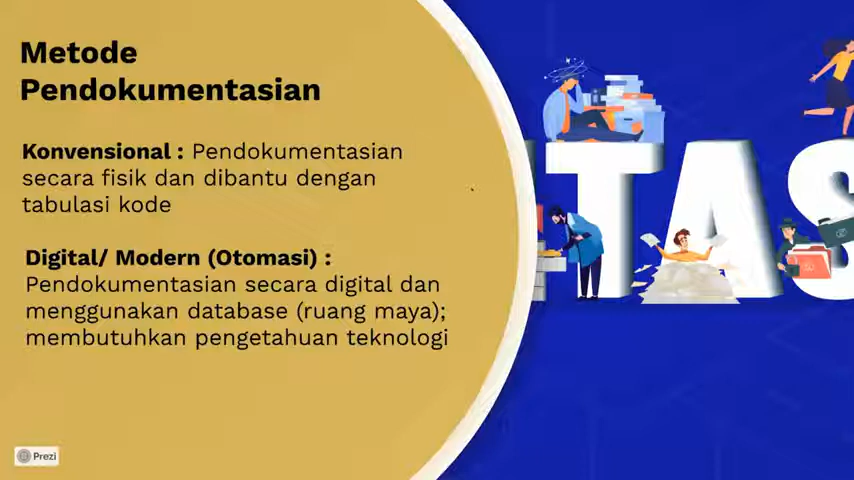 Metode
Pendokumentasian
Konvensional : Pendokumentasian
secara fisik dan dibantu dengan
tabulasi kode
Digital/ Modern (Otomasi) :
Pendokumentasian secara digital dan
menggunakan database (ruang maya);
membutuhkan pengetahuan teknologi
TAS
Prezi